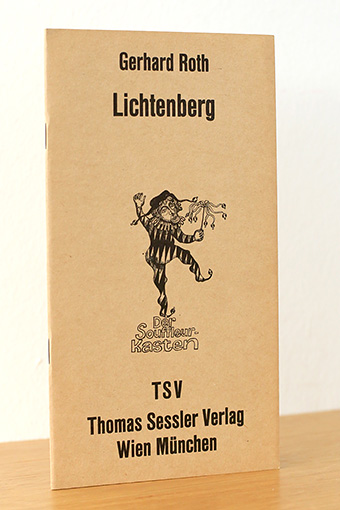 Gerhard Roth
Lichtenberg
Der
Souffleur-
Kasten
TSV
Thomas Sessler Verlag
Wien München